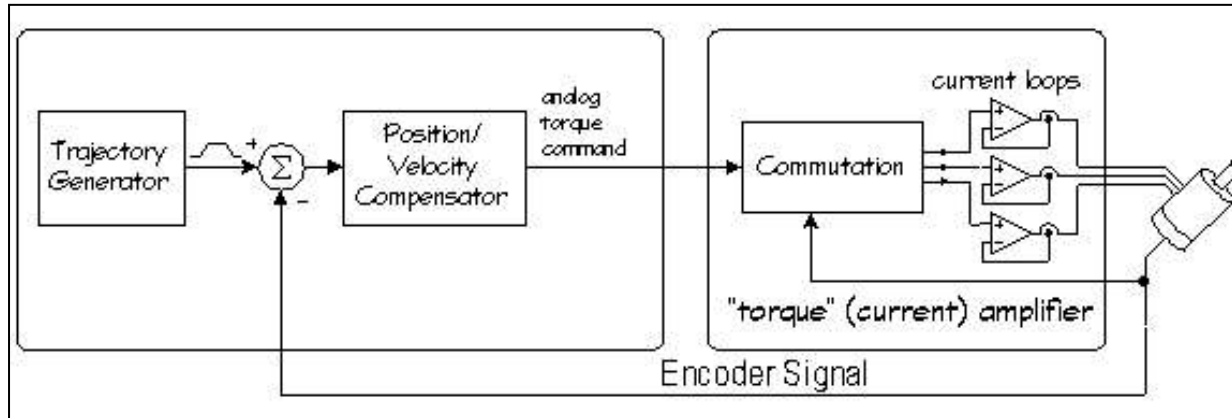 Trajectory
Generator
+
Σ
-
Position/
Velocity
Compensator
analog
torque
command
Commutation
current loops
+
-
+
-
+
-
"torque" (current) amplifier
Encoder Signal